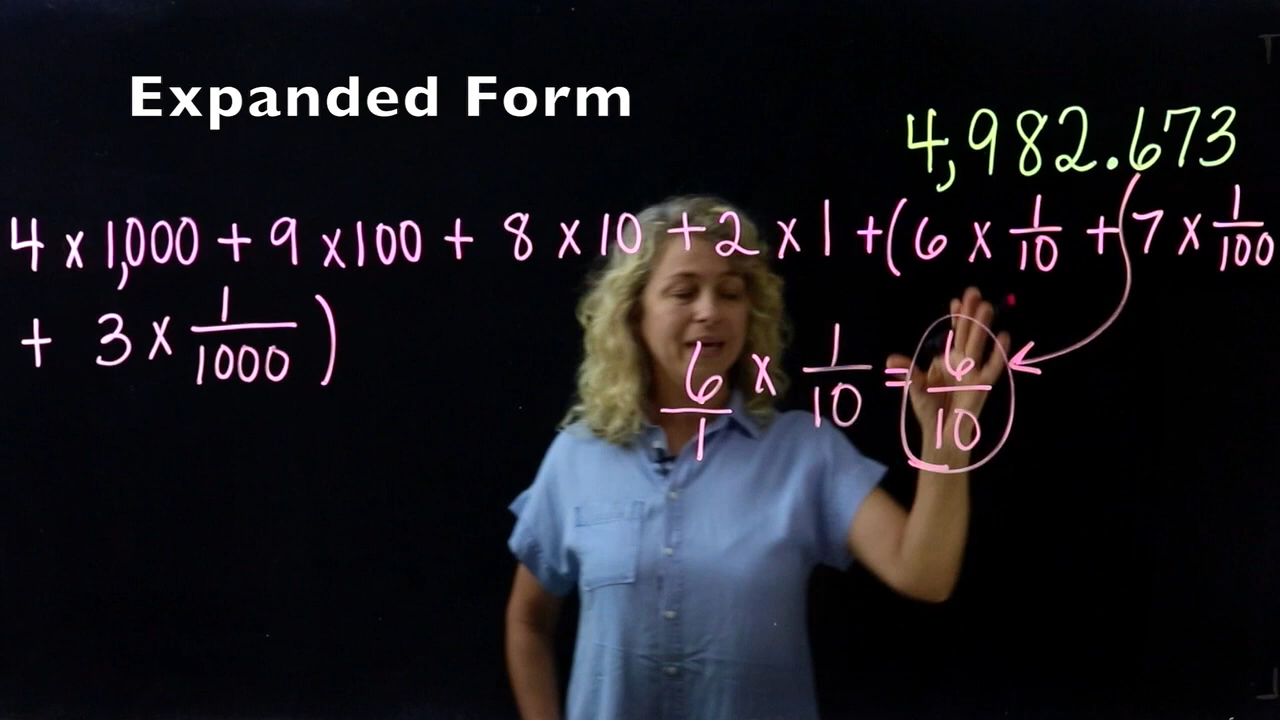 Expanded Form
4,982.673
4 x 1,000 + 9 x 100 + 8 x 10 + 2 x 1 + (6 x 1/10 + 7 x 1/100
+ 3 x 1/1000 )
6/1 x 1/10 = 6/10